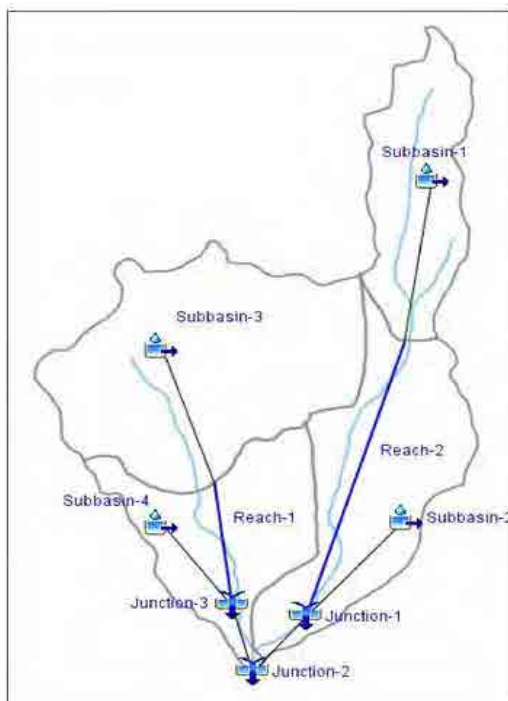 Subbasin-1
Subbasin-3
Reach-2
Subbasin-4
Reach-1
Subbasin-2
Junction-3
Junction-1
Junction-2